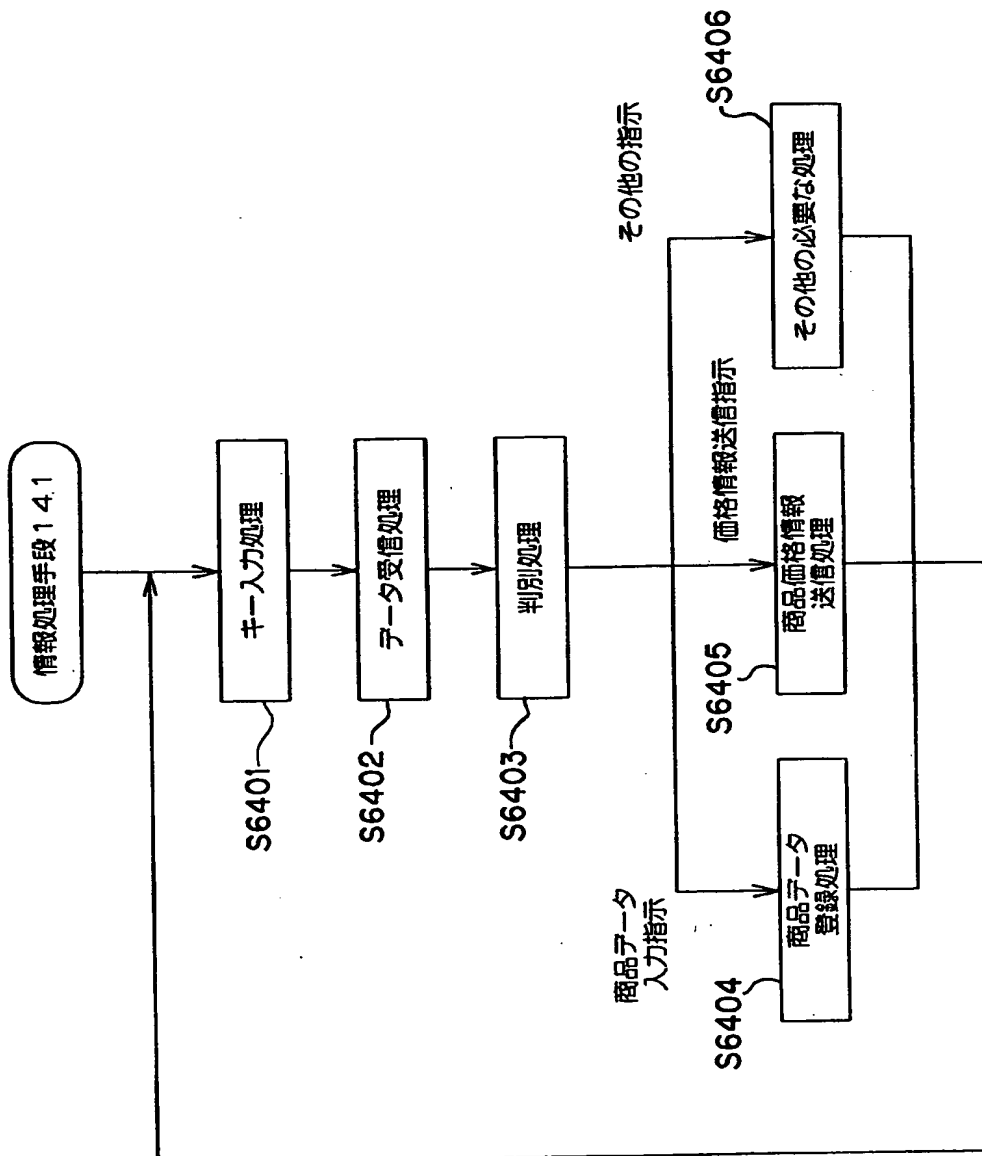 情報処理手段14.1
キー入力処理
S6401
データ受信処理
S6402
判別処理
S6403
商品データ
入力指示
価格情報送信指示
その他の指示
商品データ
登録処理
S6404
商品価格情報
送信処理
S6405
その他の必要な処理
S6406